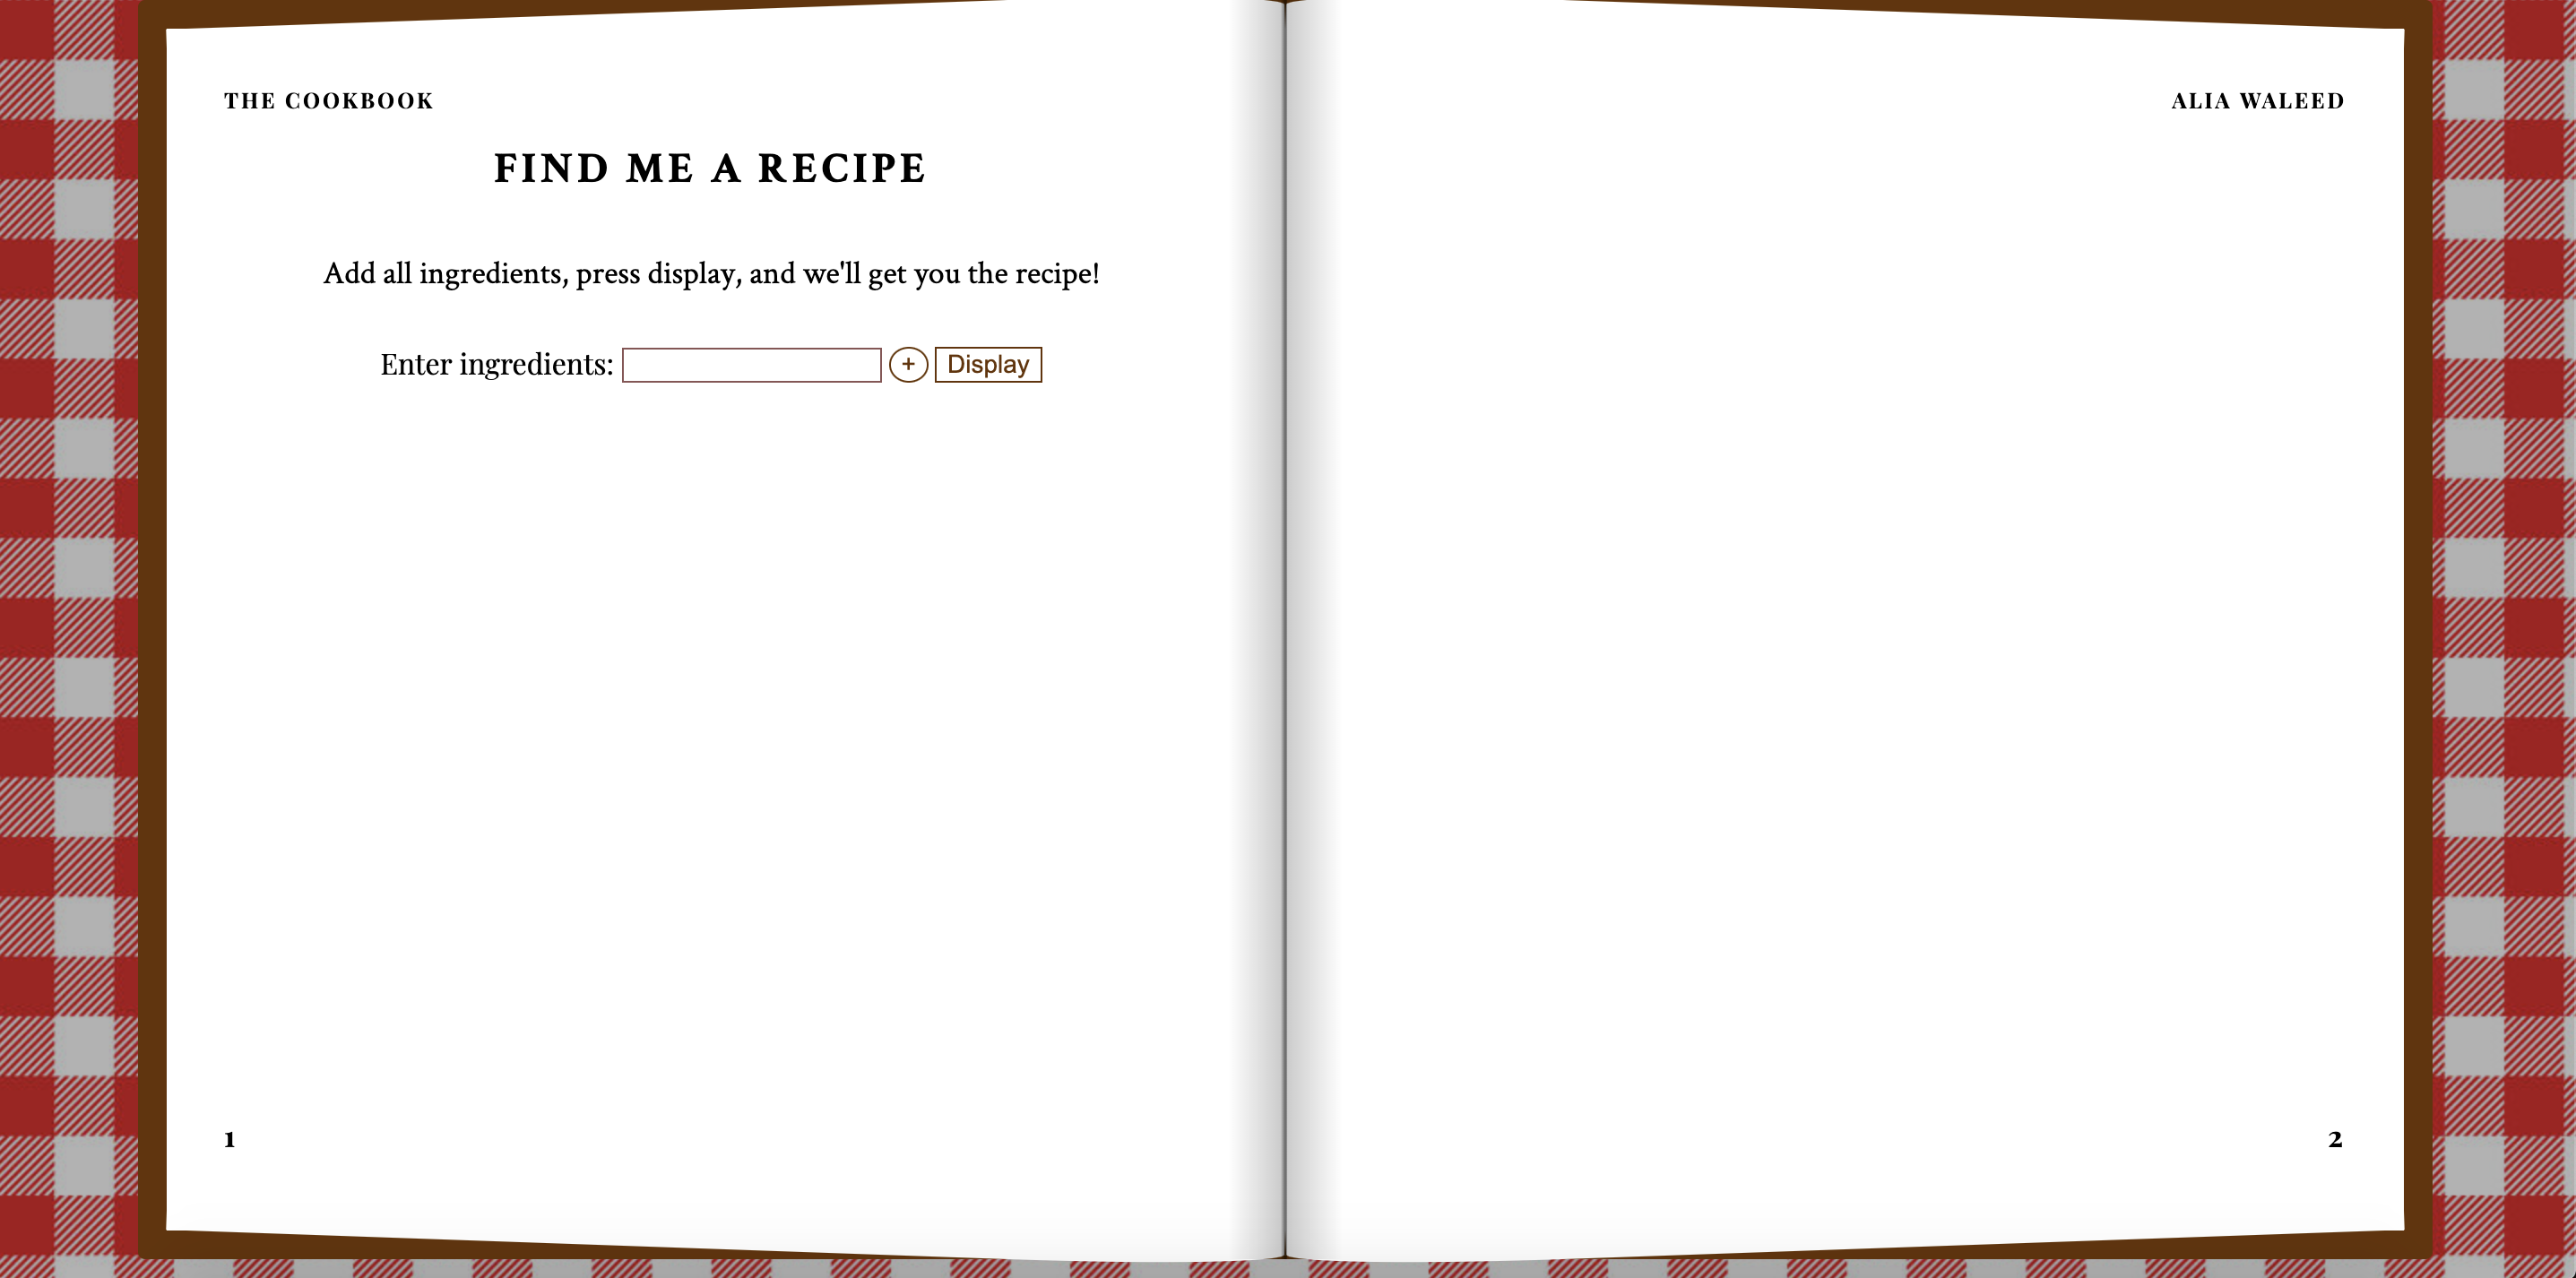 THE COOKBOOK
ALIA WALEED
FIND ME A RECIPE
Add all ingredients, press display, and we'll get you the recipe!
Enter ingredients: + Display
1
2